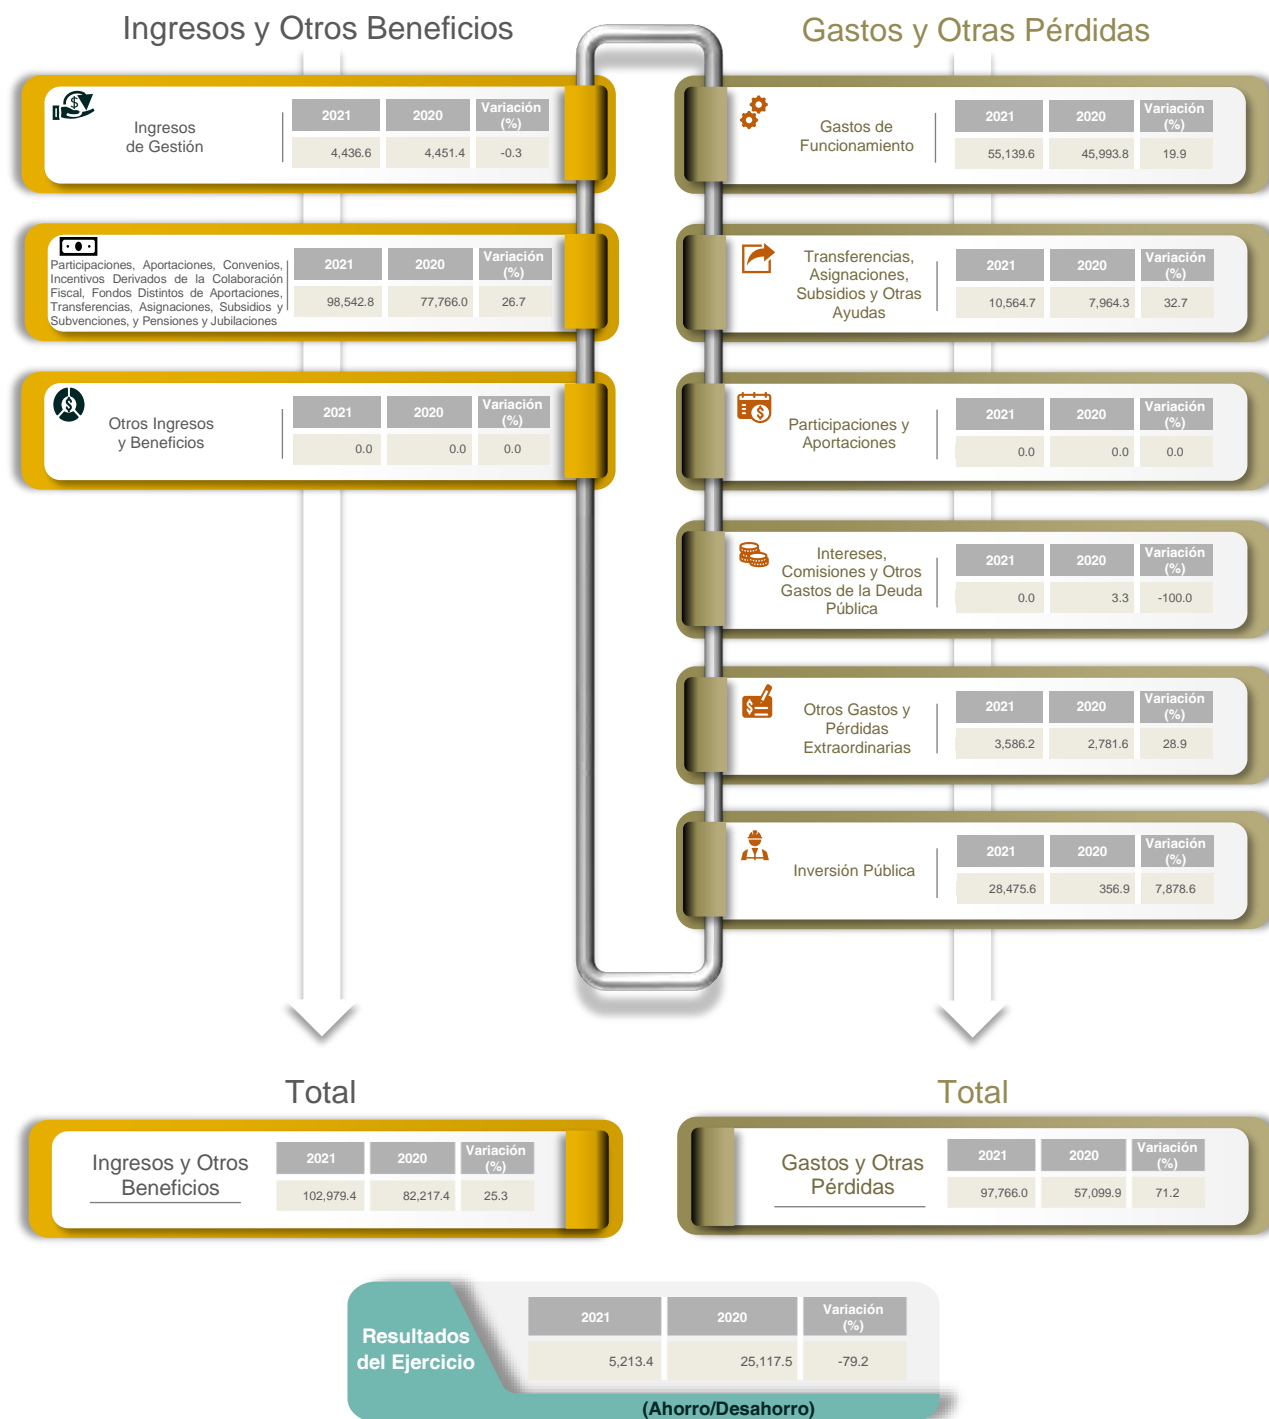 Ingresos y Otros Beneficios
Ingresos
de Gestión
2021 2020 Variación
(%)
4,436.6 4,451.4 -0.3
Participaciones, Aportaciones, Convenios,
Incentivos Derivados de la Colaboración
Fiscal, Fondos Distintos de Aportaciones,
Transferencias, Asignaciones, Subsidios y
Subvenciones, y Pensiones y Jubilaciones
2021 2020 Variación
(%)
98,542.8 77,766.0 26.7
Otros Ingresos
y Beneficios
2021 2020 Variación
(%)
0.0 0.0 0.0
Gastos y Otras Pérdidas
Gastos de
Funcionamiento
2021 2020 Variación
(%)
55,139.6 45,993.8 19.9
Transferencias,
Asignaciones,
Subsidios y Otras
Ayudas
2021 2020 Variación
(%)
10,564.7 7,964.3 32.7
Participaciones y
Aportaciones
2021 2020 Variación
(%)
0.0 0.0 0.0
Intereses,
Comisiones y Otros
Gastos de la Deuda
Pública
2021 2020 Variación
(%)
0.0 3.3 -100.0
Otros Gastos y
Pérdidas
Extraordinarias
2021 2020 Variación
(%)
3,586.2 2,781.6 28.9
Inversión Pública
2021 2020 Variación
(%)
28,475.6 356.9 7,878.6
Total
Ingresos y Otros
Beneficios
2021 2020 Variación
(%)
102,979.4 82,217.4 25.3
Total
Gastos y Otras
Pérdidas
2021 2020 Variación
(%)
97,766.0 57,099.9 71.2
Resultados
del Ejercicio
2021 2020 Variación
(%)
5,213.4 25,117.5 -79.2
(Ahorro/Desahorro)